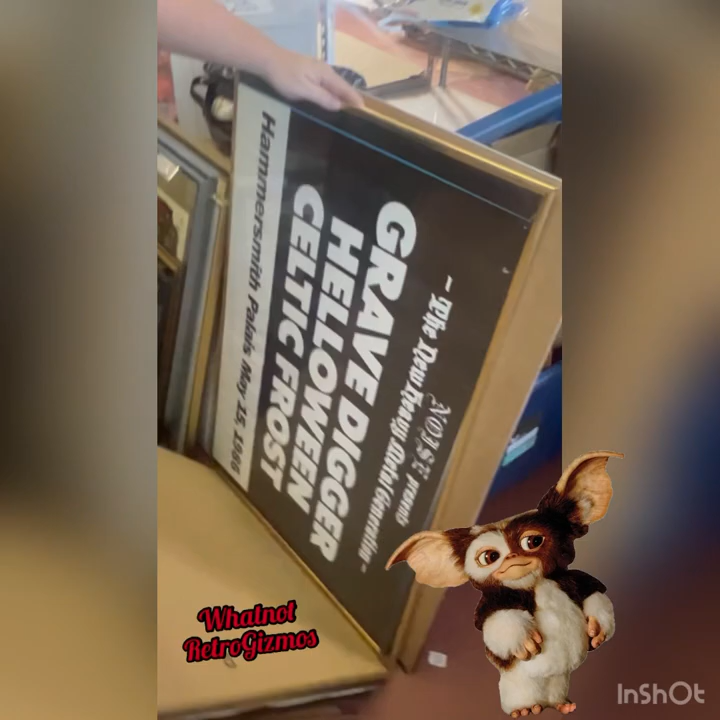 NOISE presents
– The New Heavy Metal Generation –
GRAVE DIGGER
HELLOWEEN
CELTIC FROST
Hammersmith Palais May 15, 1986
Whatnot
RetroGizmos
InShOt